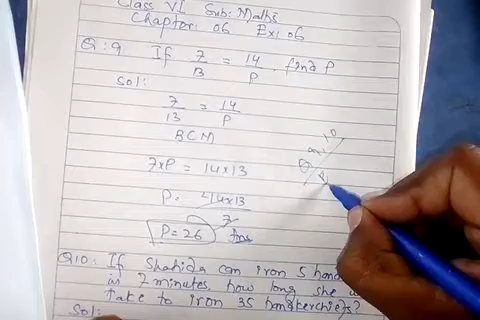 Class VI Sub: Maths
Chapter: 06 Ex: 06
Q: 9 If 7/13 = 14/P. find P
Sol:
7/13 = 14/P
BCM
7xP = 14x13
P = 14x13/7
P = 26 Ans
Q10: If Shahida can iron 5
in 7 minutes, how long she
take to iron 35 handkerchiefs?
Sol: